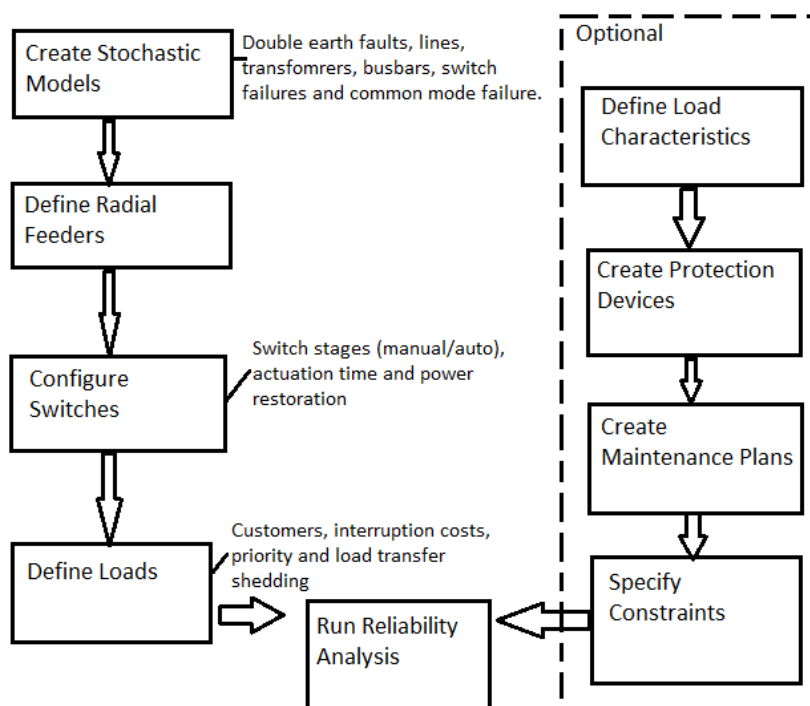 Create Stochastic
Models
Double earth faults, lines,
transfomrers, busbars, switch
failures and common mode failure.
Define Radial
Feeders
Configure
Switches
Switch stages (manual/auto),
actuation time and power
restoration
Define Loads
Customers, interruption costs,
priority and load transfer
shedding
Run Reliability
Analysis
Optional
Define Load
Characteristics
Create Protection
Devices
Create
Maintenance Plans
Specify
Constraints